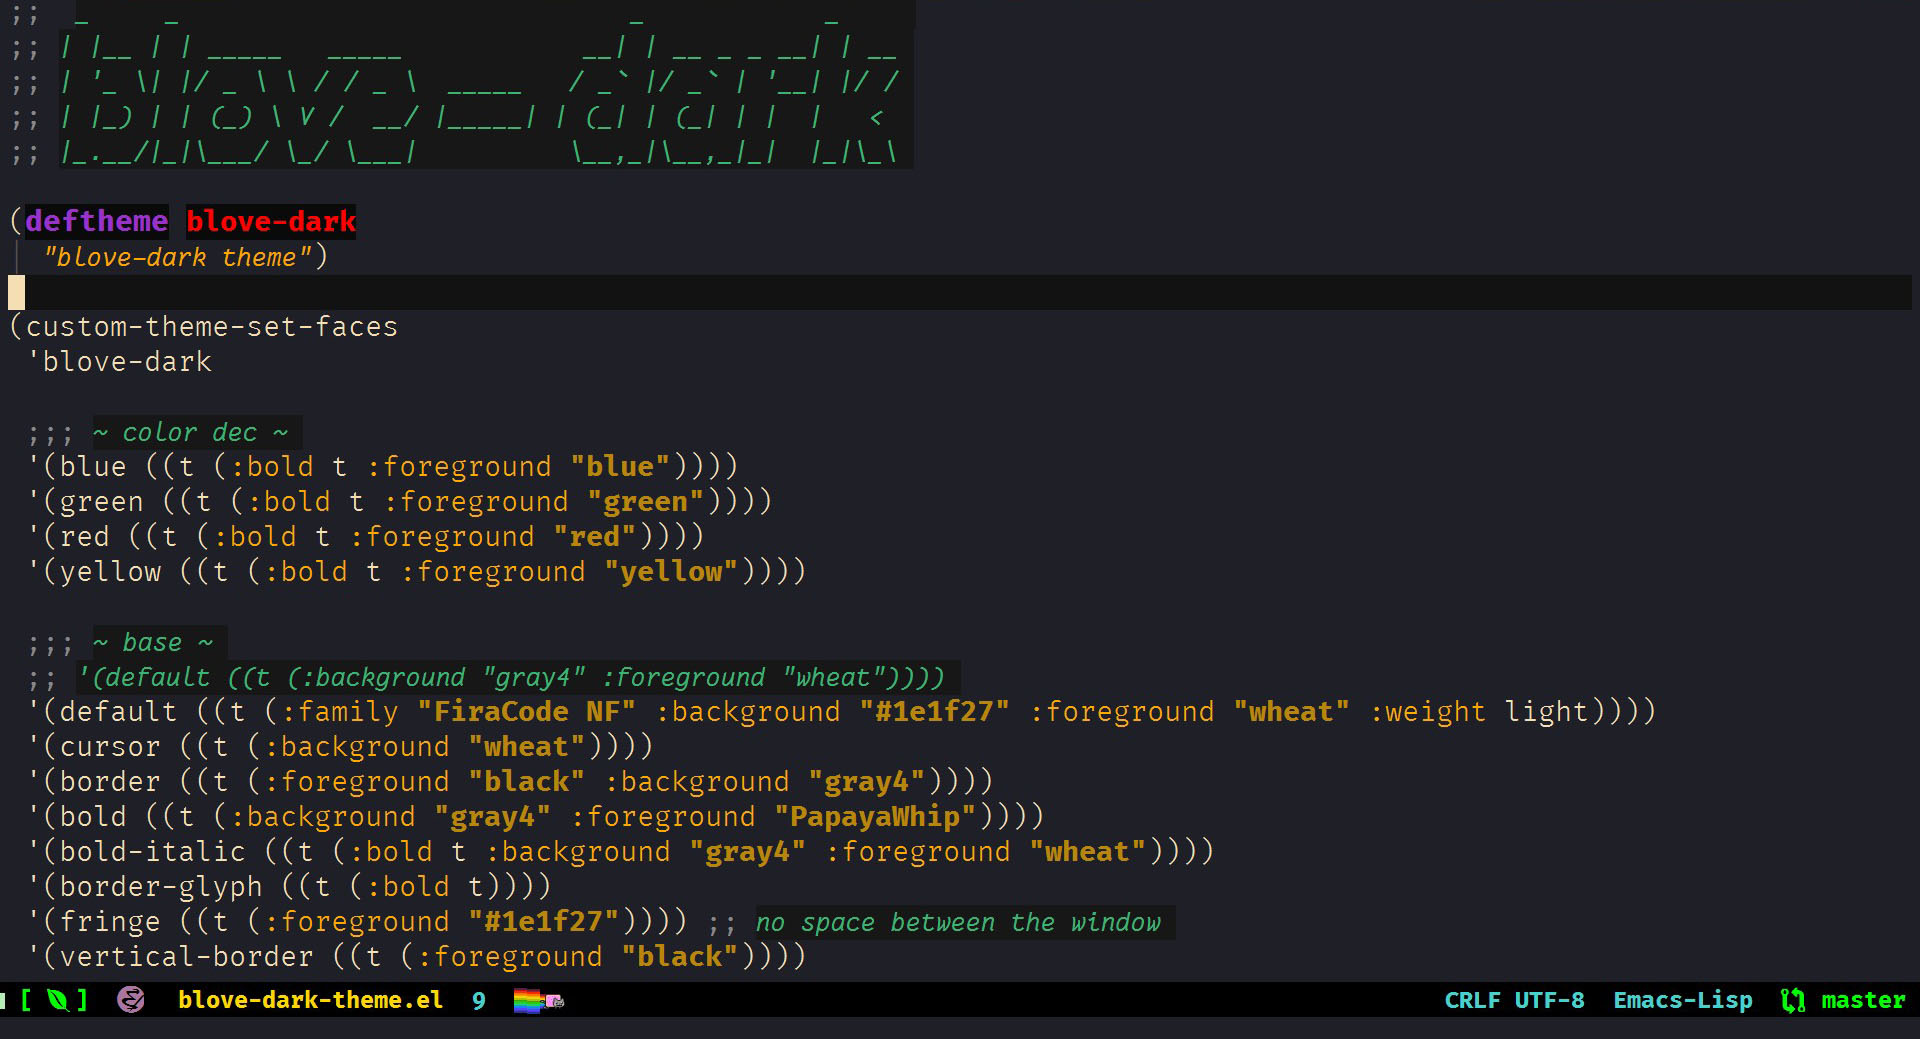 ;;  _     _                              _            _
;; | |__ | | _____   _____            __| | __ _ _ __| | __
;; | '_ \| |/ _ \ \ / / _ \  _____   / _` |/ _` | '__| |/ /
;; | |_) | | (_) \ V /  __/ |_____| | (_| | (_| | |  |   <
;; |_.__/|_|\___/ \_/ \___|          \__,_|\__,_|_|  |_|\_\
(deftheme blove-dark
"blove-dark theme")
(custom-theme-set-faces
'blove-dark
;;; ~ color dec ~
'(blue ((t (:bold t :foreground "blue"))))
'(green ((t (:bold t :foreground "green"))))
'(red ((t (:bold t :foreground "red"))))
'(yellow ((t (:bold t :foreground "yellow"))))
;;; ~ base ~
;; '(default ((t (:background "gray4" :foreground "wheat"))))
'(default ((t (:family "FiraCode NF" :background "#1e1f27" :foreground "wheat" :weight light))))
'(cursor ((t (:background "wheat"))))
'(border ((t (:foreground "black" :background "gray4"))))
'(bold ((t (:background "gray4" :foreground "PapayaWhip"))))
'(bold-italic ((t (:bold t :background "gray4" :foreground "wheat"))))
'(border-glyph ((t (:bold t))))
'(fringe ((t (:foreground "#1e1f27")))) ;; no space between the window
'(vertical-border ((t (:foreground "black"))))
[ ] blove-dark-theme.el 9 CRLF UTF-8 Emacs-Lisp master